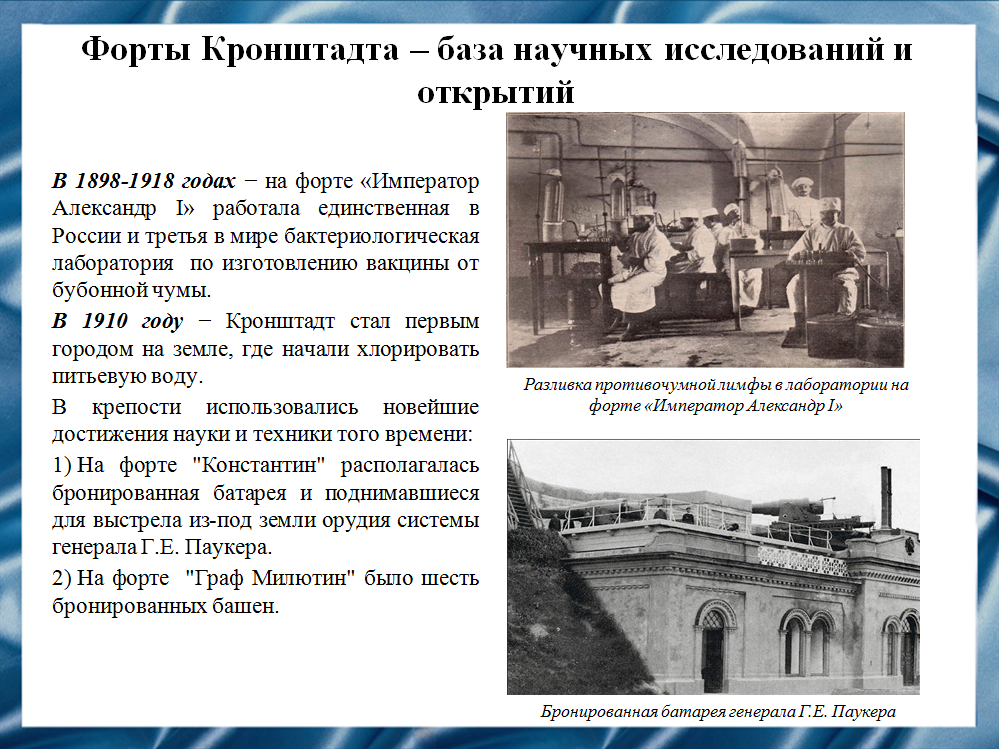 Форты Кронштадта – база научных исследований и
открытий
В 1898-1918 годах − на форте «Император
Александр I» работала единственная в
России и третья в мире бактериологическая
лаборатория по изготовлению вакцины от
бубонной чумы.
В 1910 году − Кронштадт стал первым
городом на земле, где начали хлорировать
питьевую воду.
В крепости использовались новейшие
достижения науки и техники того времени:
1) На форте "Константин" располагалась
бронированная батарея и поднимавшиеся
для выстрела из-под земли орудия системы
генерала Г.Е. Паукера.
2) На форте "Граф Милютин" было шесть
бронированных башен.
Разливка противочумной лимфы в лаборатории на
форте «Император Александр I»
Бронированная батарея генерала Г.Е. Паукера